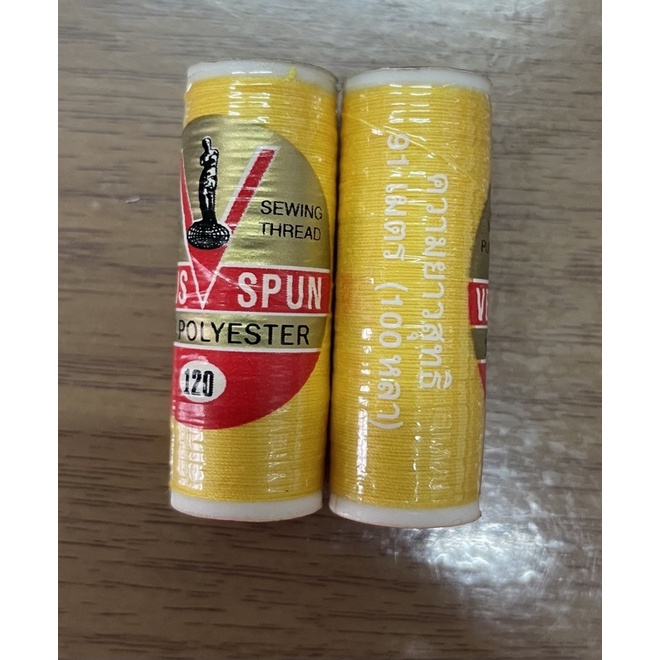 SEWING
THREAD
SPUN
POLYESTER
120
ความยาวสุทธิ
91 เมตร (100 หลา)